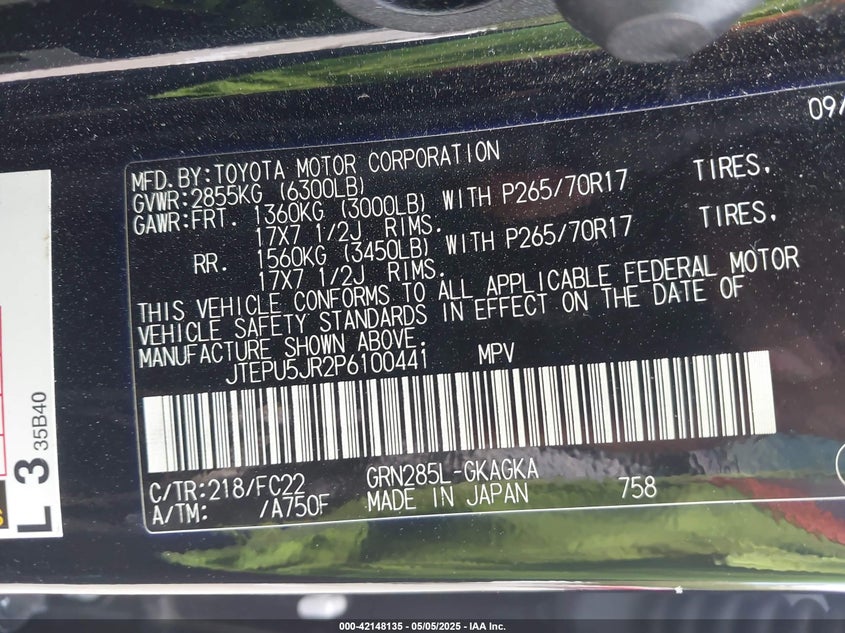 09/
MFD.BY:TOYOTA MOTOR CORPORATION
GVWR:2855KG (6300LB)
GAWR:FRT. 1360KG (3000LB) WITH P265/70R17 TIRES,
17X7 1/2J RIMS.
RR. 1560KG (3450LB) WITH P265/70R17 TIRES,
17X7 1/2J RIMS.
THIS VEHICLE CONFORMS TO ALL APPLICABLE FEDERAL MOTOR
VEHICLE SAFETY STANDARDS IN EFFECT ON THE DATE OF
MANUFACTURE SHOWN ABOVE.
JTEPU5JR2P6100441 MPV
C/TR:218/FC22 GRN285L-GKAGKA
A/TM: /A750F MADE IN JAPAN 758
L 3 35B40
000-42148135 - 05/05/2025 - IAA Inc.